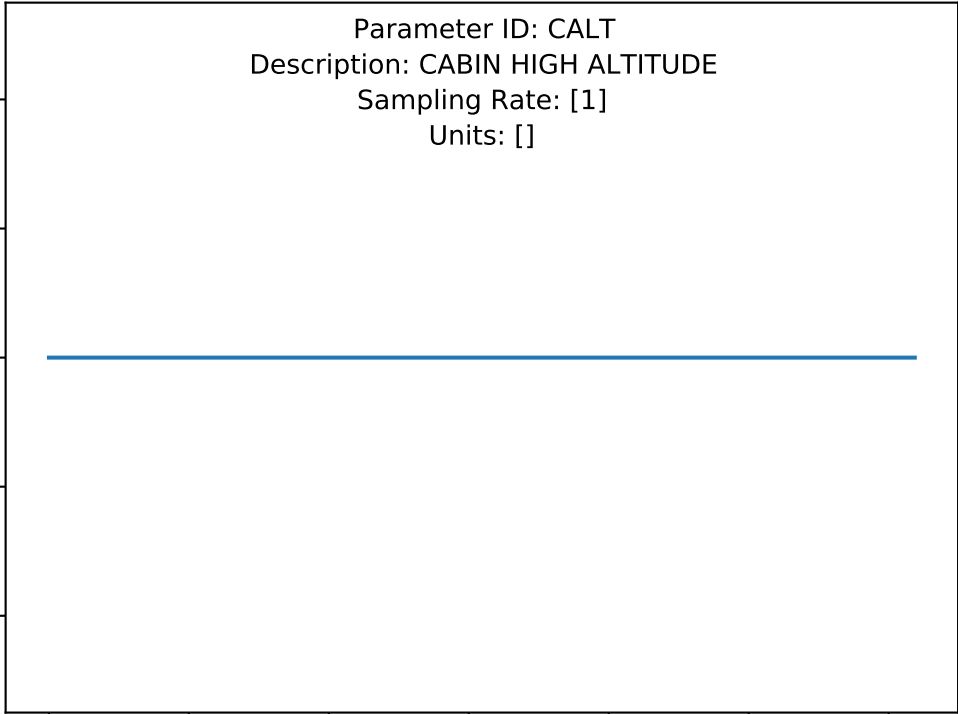 Parameter ID: CALT
Description: CABIN HIGH ALTITUDE
Sampling Rate: [1]
Units: []